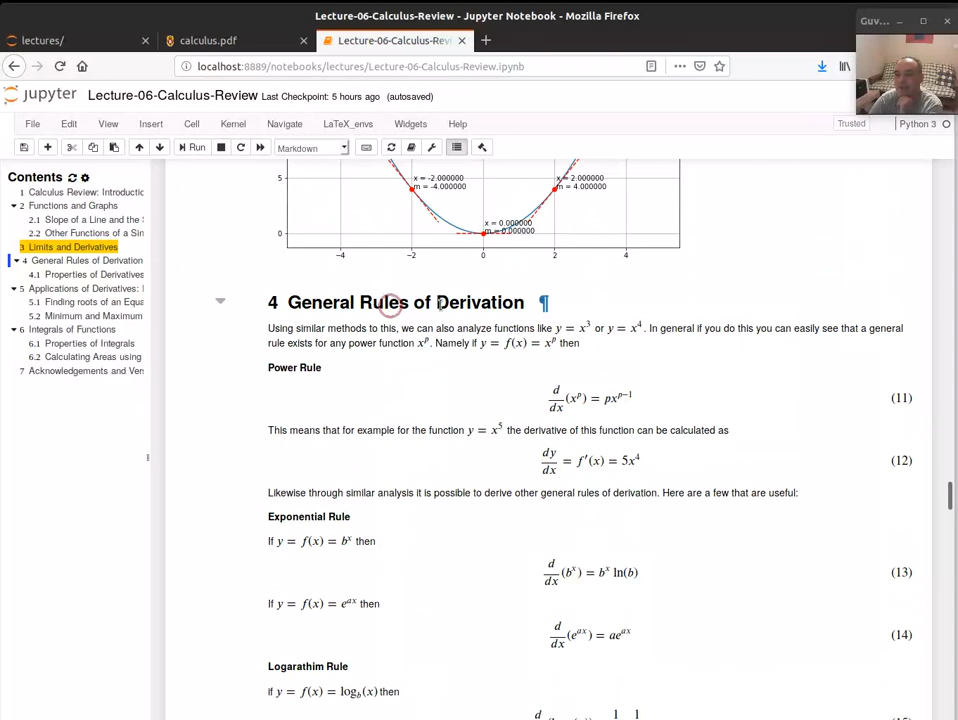 Lecture-06-Calculus-Review - Jupyter Notebook - Mozilla Firefox
Guv...
lectures/
calculus.pdf
Lecture-06-Calculus-Revi
localhost:8889/notebooks/lectures/Lecture-06-Calculus-Review.ipynb
jupyter Lecture-06-Calculus-Review Last Checkpoint: 5 hours ago (autosaved)
File Edit View Insert Cell Kernel Navigate LaTeX_envs Widgets Help
Trusted Python 3
Run Markdown
Contents
1 Calculus Review: Introductic
2 Functions and Graphs
2.1 Slope of a Line and the S
2.2 Other Functions of a Sin
3 Limits and Derivatives
4 General Rules of Derivation
4.1 Properties of Derivatives
5 Applications of Derivatives: I
5.1 Finding roots of an Equa
5.2 Minimum and Maximum
6 Integrals of Functions
6.1 Properties of Integrals
6.2 Calculating Areas using
7 Acknowledgements and Vers
5
0
x = -2.000000
m = -4.000000
x = 0.000000
m = 0.000000
x = 2.000000
m = 4.000000
−4 −2 0 2 4
4 General Rules of Derivation ¶
Using similar methods to this, we can also analyze functions like y = x³ or y = x⁴. In general if you do this you can easily see that a general
rule exists for any power function xᵖ. Namely if y = f(x) = xᵖ then
Power Rule
d/dx (xᵖ) = pxᵖ⁻¹ (11)
This means that for example for the function y = x⁵ the derivative of this function can be calculated as
dy/dx = f′(x) = 5x⁴ (12)
Likewise through similar analysis it is possible to derive other general rules of derivation. Here are a few that are useful:
Exponential Rule
If y = f(x) = bˣ then
d/dx (bˣ) = bˣ ln(b) (13)
If y = f(x) = eᵃˣ then
d/dx (eᵃˣ) = aeᵃˣ (14)
Logarathim Rule
if y = f(x) = log_b(x) then